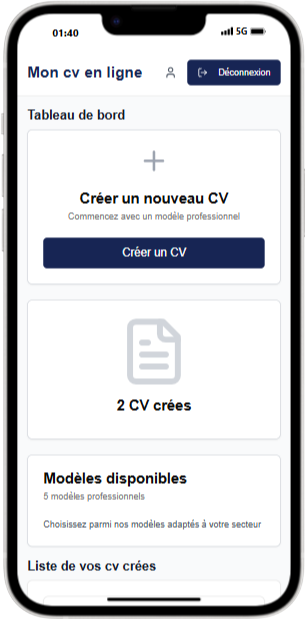 01:40
5G
Mon cv en ligne
Déconnexion
Tableau de bord
Créer un nouveau CV
Commencez avec un modèle professionnel
Créer un CV
2 CV crées
Modèles disponibles
5 modèles professionnels
Choisissez parmi nos modèles adaptés à votre secteur
Liste de vos cv crées